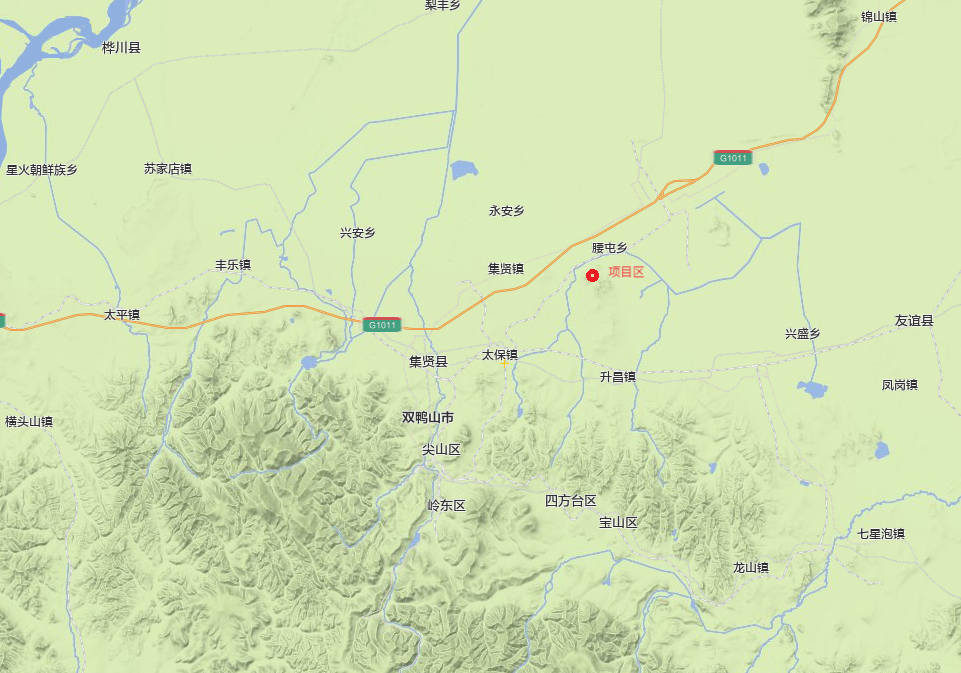 梨丰乡
锦山镇
桦川县
G1011
星火朝鲜族乡
苏家店镇
永安乡
兴安乡
腰屯乡
丰乐镇
集贤镇
项目区
太平镇
G1011
友谊县
兴盛乡
集贤县
太保镇
升昌镇
凤岗镇
横头山镇
双鸭山市
尖山区
岭东区
四方台区
宝山区
七星泡镇
龙山镇